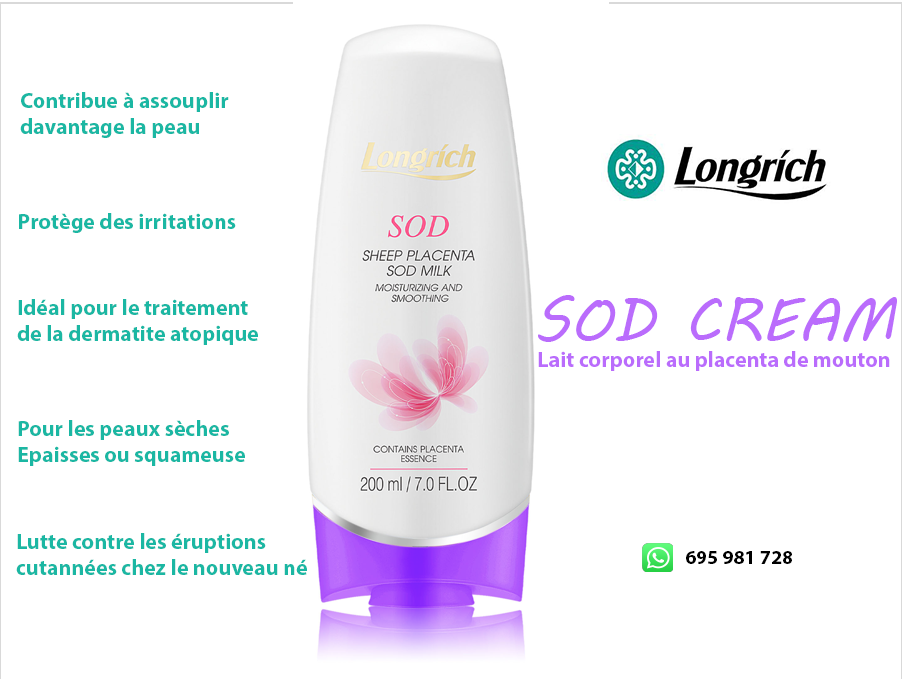 Contribue à assouplir
davantage la peau
Protège des irritations
Idéal pour le traitement
de la dermatite atopique
Pour les peaux sèches
Epaisses ou squameuse
Lutte contre les éruptions
cutannées chez le nouveau né
Longrích
SOD
SHEEP PLACENTA
SOD MILK
MOISTURIZING AND
SMOOTHING
CONTAINS PLACENTA
ESSENCE
200 ml / 7.0 FL.OZ
Longrích
SOD CREAM
Lait corporel au placenta de mouton
695 981 728